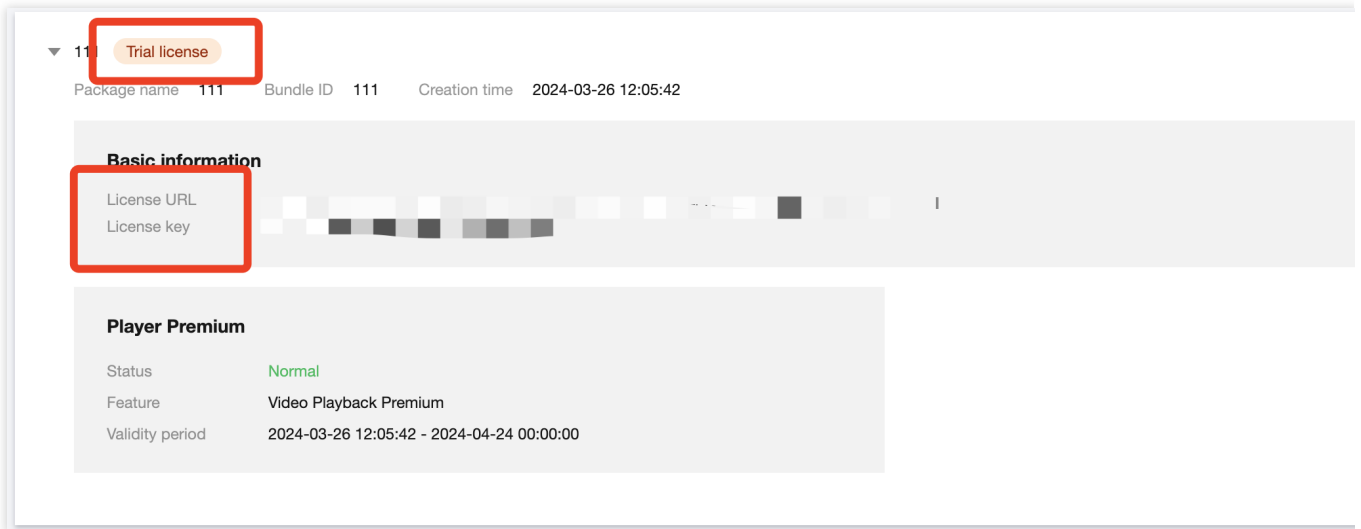 111 Trial license
Package name 111 Bundle ID 111 Creation time 2024-03-26 12:05:42
Basic information
License URL
License key
Player Premium
Status Normal
Feature Video Playback Premium
Validity period 2024-03-26 12:05:42 - 2024-04-24 00:00:00